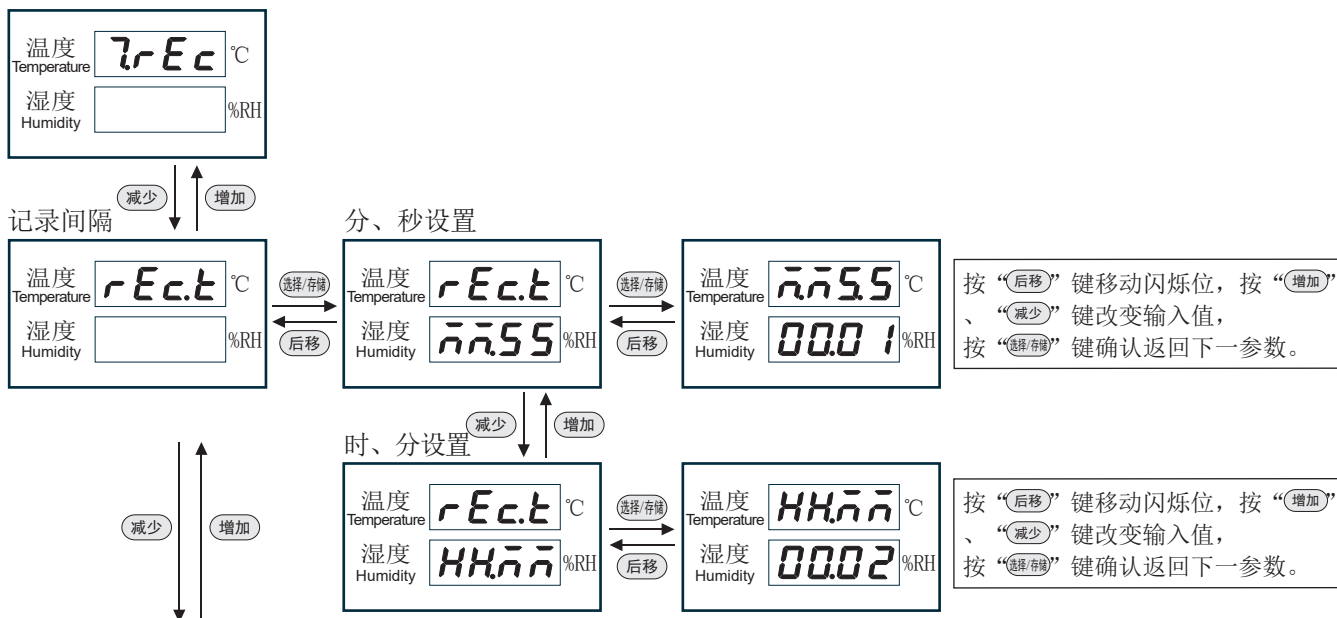 温度 7.rEc ℃
Temperature
湿度 %RH
Humidity
减少 增加
记录间隔
温度 rEc.t ℃
Temperature
湿度 %RH
Humidity
选择/存储
后移
分、秒设置
温度 rEc.t ℃
Temperature
湿度 m̄m̄.SS %RH
Humidity
选择/存储
后移
温度 m̄.m̄S.S ℃
Temperature
湿度 00.01 %RH
Humidity
按“后移”键移动闪烁位，按“增加”
、“减少”键改变输入值，
按“选择/存储”键确认返回下一参数。
减少 增加
减少 增加
时、分设置
温度 rEc.t ℃
Temperature
湿度 HH.m̄m̄ %RH
Humidity
选择/存储
后移
温度 HH.m̄m̄ ℃
Temperature
湿度 00.02 %RH
Humidity
按“后移”键移动闪烁位，按“增加”
、“减少”键改变输入值，
按“选择/存储”键确认返回下一参数。